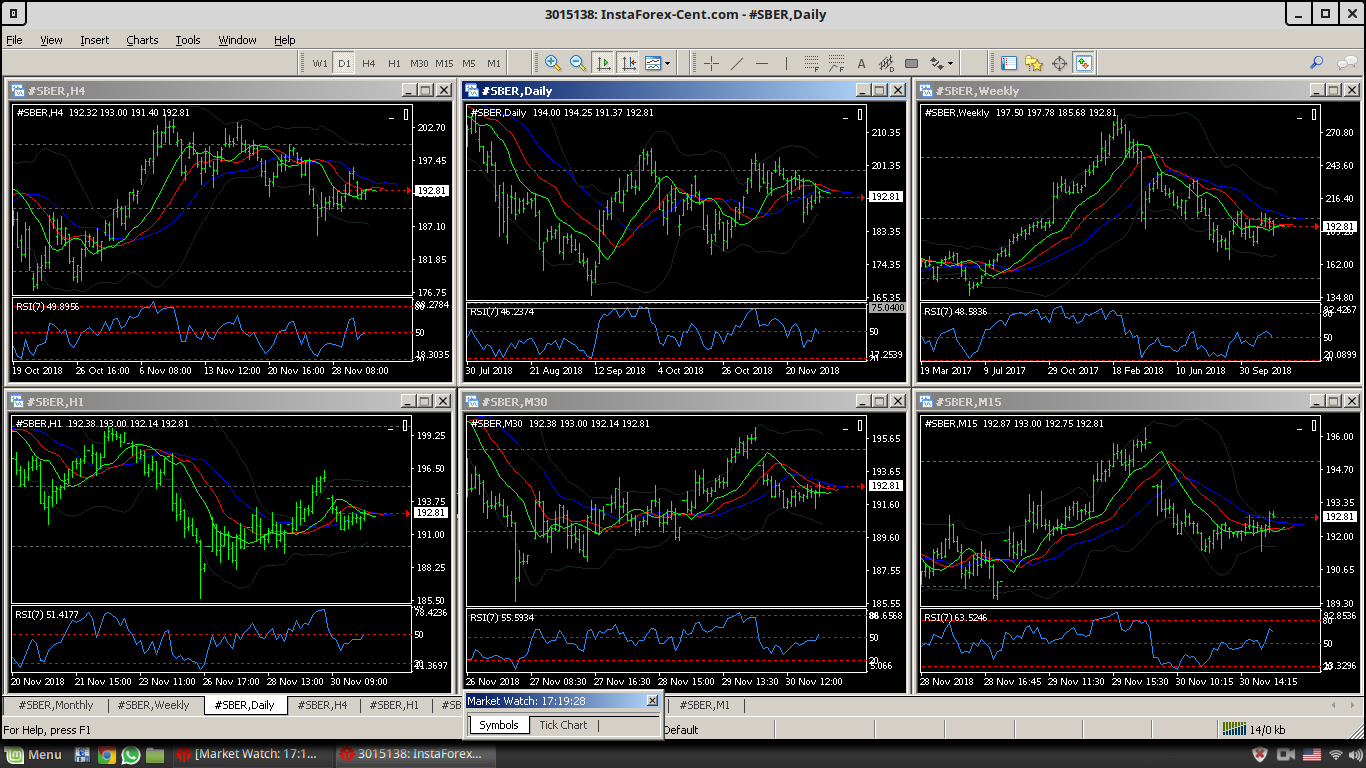 3015138: InstaForex-Cent.com - #SBER,Daily
File View Insert Charts Tools Window Help
W1 D1 H4 H1 M30 M15 M5 M1
#SBER,H4
#SBER,H4 192.32 193.00 191.40 192.81
202.70
197.45
192.81
187.10
181.85
176.75
RSI(7) 49.8956
50
19 Oct 2018 26 Oct 16:00 6 Nov 08:00 13 Nov 12:00 20 Nov 16:00 28 Nov 08:00
#SBER,Daily
#SBER,Daily 194.00 194.25 191.37 192.81
210.35
201.35
192.81
183.35
174.35
165.35
RSI(7) 46.2374
75.0400
50
30 Jul 2018 21 Aug 2018 12 Sep 2018 4 Oct 2018 26 Oct 2018 20 Nov 2018
#SBER,Weekly
#SBER,Weekly 197.50 197.78 185.68 192.81
270.80
243.60
216.40
192.81
162.00
134.80
RSI(7) 48.5836
50
19 Mar 2017 9 Jul 2017 29 Oct 2017 18 Feb 2018 10 Jun 2018 30 Sep 2018
#SBER,H1
#SBER,H1 192.38 193.00 192.14 192.81
199.25
196.50
193.75
192.81
191.00
188.25
185.50
RSI(7) 51.4177
78.4236
50
20 Nov 2018 21 Nov 15:00 23 Nov 11:00 26 Nov 17:00 28 Nov 13:00 30 Nov 09:00
#SBER,M30
#SBER,M30 192.38 193.00 192.14 192.81
195.65
193.65
192.81
191.60
189.60
187.55
185.55
RSI(7) 55.5934
50
20
5.066
26 Nov 2018 27 Nov 08:30 27 Nov 16:30 28 Nov 15:00 29 Nov 13:30 30 Nov 12:00
#SBER,M15
#SBER,M15 192.87 193.00 192.75 192.81
196.00
194.70
193.35
192.81
192.00
190.65
189.30
RSI(7) 63.5246
80
50
28 Nov 2018 28 Nov 16:45 29 Nov 11:30 29 Nov 15:30 30 Nov 10:15 30 Nov 14:15
#SBER,Monthly #SBER,Weekly #SBER,Daily #SBER,H4 #SBER,H1 #SB #SBER,M1
Market Watch: 17:19:28
Symbols Tick Chart
For Help, press F1
Default
14/0 kb
Menu
[Market Watch: 17:1...
3015138: InstaForex...